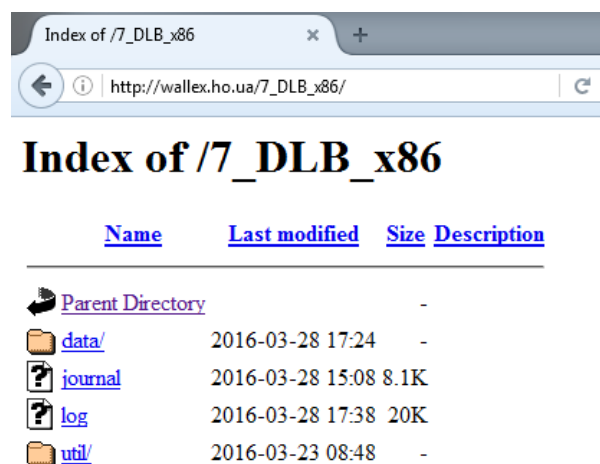 Index of /7_DLB_x86
http://wallex.ho.ua/7_DLB_x86/
Index of /7_DLB_x86
Name Last modified Size Description
Parent Directory -
data/ 2016-03-28 17:24 -
journal 2016-03-28 15:08 8.1K
log 2016-03-28 17:38 20K
util/ 2016-03-23 08:48 -